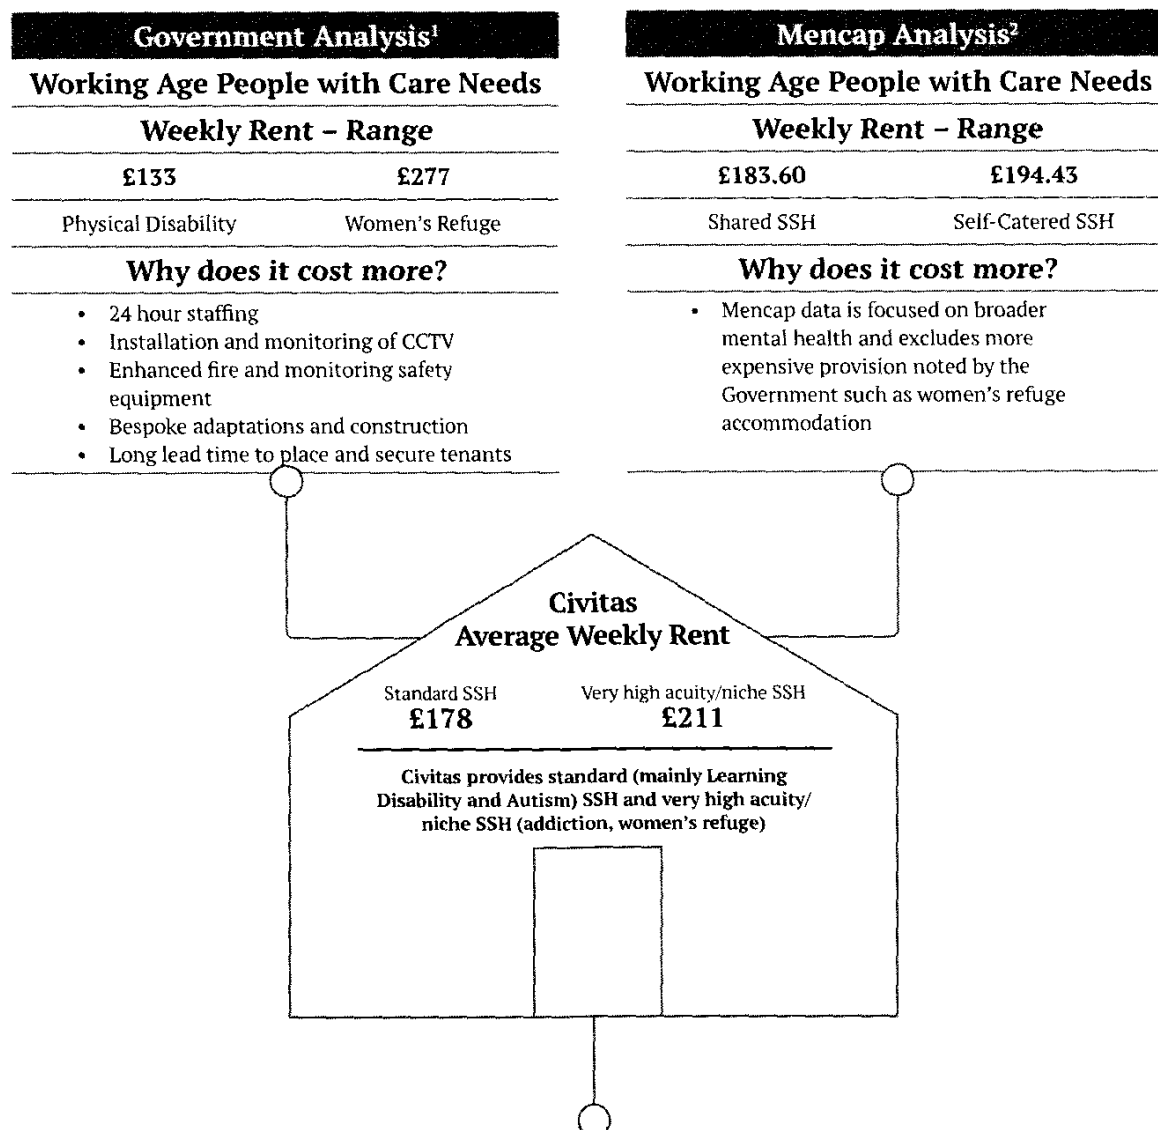 Government Analysis¹
Working Age People with Care Needs
Weekly Rent – Range
£133 £277
Physical Disability Women's Refuge
Why does it cost more?
• 24 hour staffing
• Installation and monitoring of CCTV
• Enhanced fire and monitoring safety
equipment
• Bespoke adaptations and construction
• Long lead time to place and secure tenants
Mencap Analysis²
Working Age People with Care Needs
Weekly Rent – Range
£183.60 £194.43
Shared SSH Self-Catered SSH
Why does it cost more?
• Mencap data is focused on broader
mental health and excludes more
expensive provision noted by the
Government such as women's refuge
accommodation
Civitas
Average Weekly Rent
Standard SSH Very high acuity/niche SSH
£178 £211
Civitas provides standard (mainly Learning
Disability and Autism) SSH and very high acuity/
niche SSH (addiction, women's refuge)